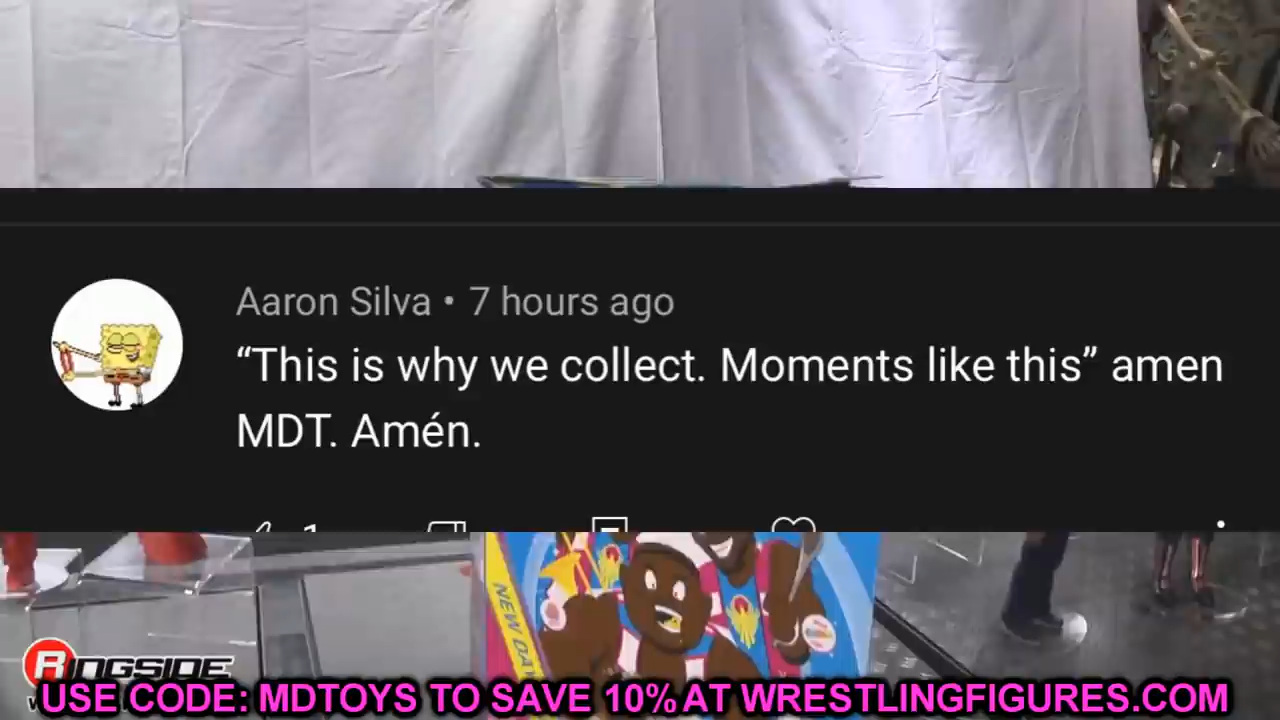 Aaron Silva • 7 hours ago
“This is why we collect. Moments like this” amen
MDT. Amén.
1
NEW DAY
RINGSIDE
USE CODE: MDTOYS TO SAVE 10% AT WRESTLINGFIGURES.COM